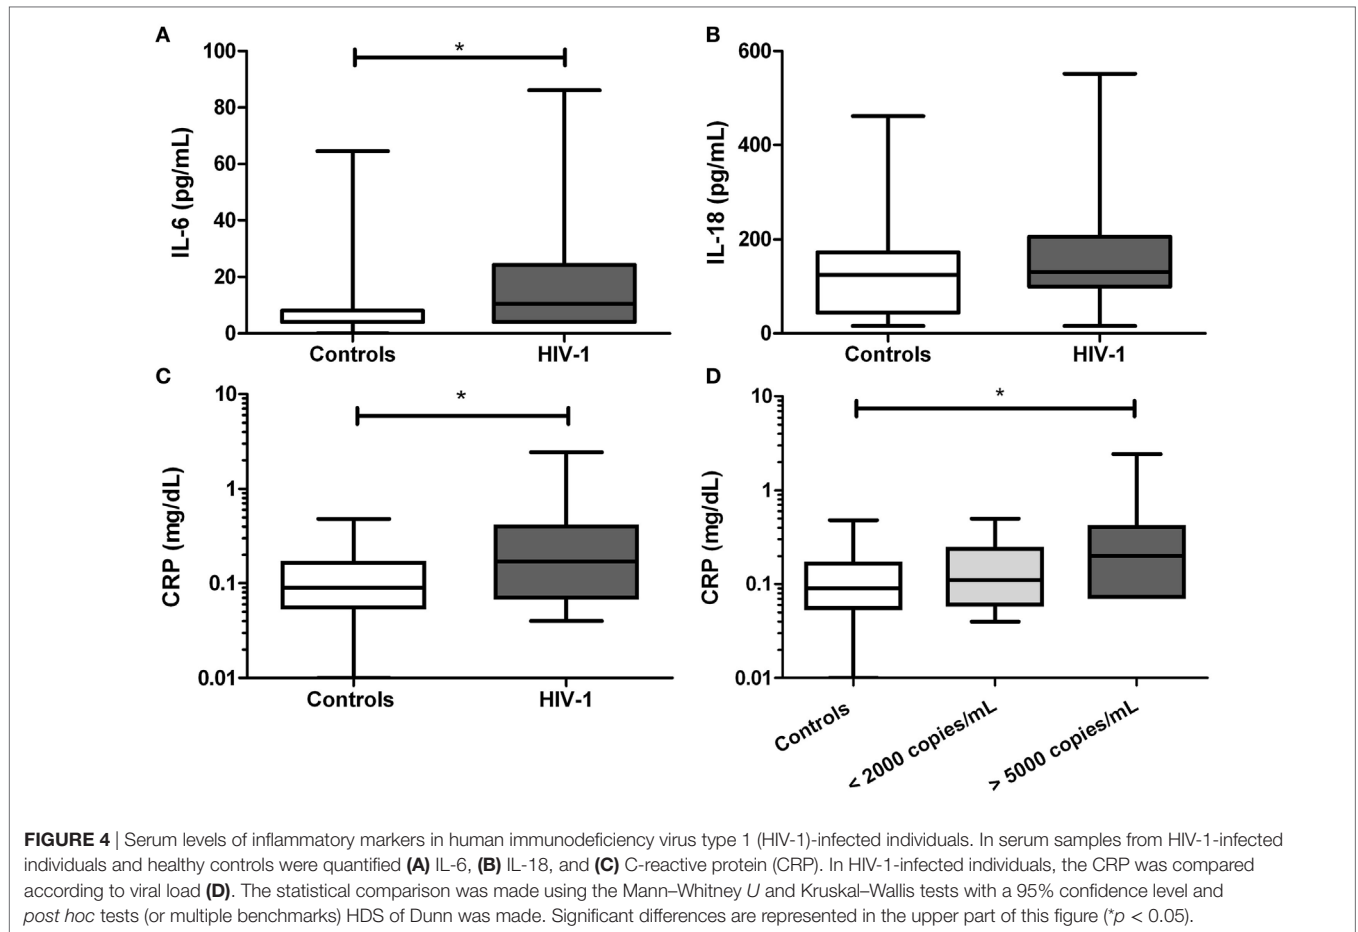 A
B
*
100
80
60
40
20
0
IL-6 (pg/mL)
Controls
HIV-1
600
400
200
0
IL-18 (pg/mL)
Controls
HIV-1
C
D
*
10
1
0.1
0.01
CRP (mg/dL)
Controls
HIV-1
*
10
1
0.1
0.01
CRP (mg/dL)
Controls
< 2000 copies/mL
> 5000 copies/mL
FIGURE 4 | Serum levels of inflammatory markers in human immunodeficiency virus type 1 (HIV-1)-infected individuals. In serum samples from HIV-1-infected
individuals and healthy controls were quantified (A) IL-6, (B) IL-18, and (C) C-reactive protein (CRP). In HIV-1-infected individuals, the CRP was compared
according to viral load (D). The statistical comparison was made using the Mann–Whitney U and Kruskal–Wallis tests with a 95% confidence level and
post hoc tests (or multiple benchmarks) HDS of Dunn was made. Significant differences are represented in the upper part of this figure (*p < 0.05).